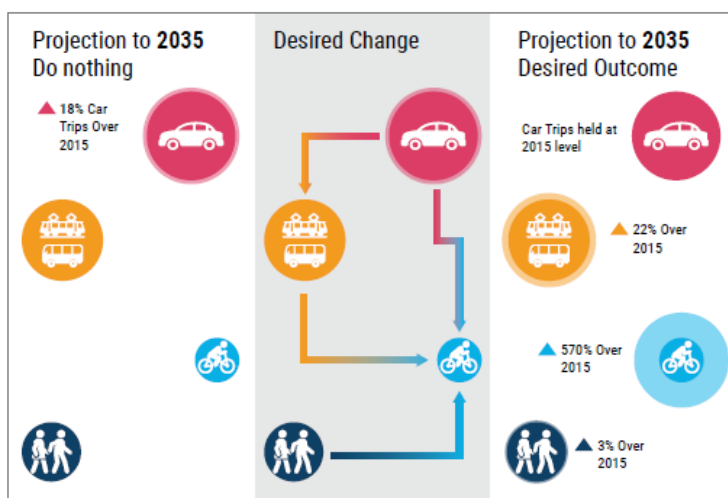 Projection to 2035
Do nothing
18% Car
Trips Over
2015
Desired Change
Projection to 2035
Desired Outcome
Car Trips held at
2015 level
22% Over
2015
570% Over
2015
3% Over
2015